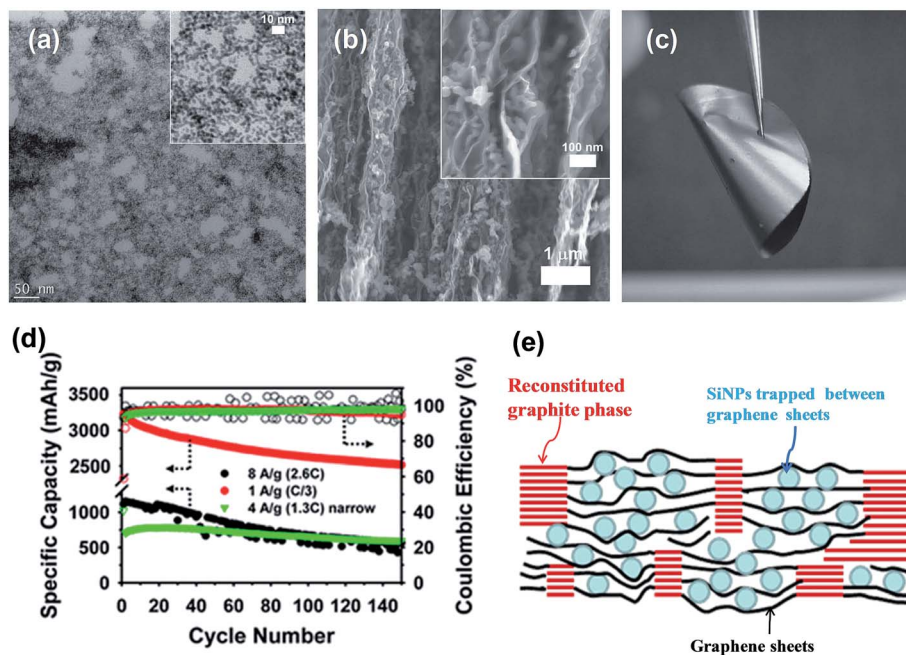 (a)
10 nm
50 nm
(b)
100 nm
1 μm
(c)
(d)
Specific Capacity (mAh/g)
3500
3000
2500
1000
500
0
8 A/g (2.6C)
1 A/g (C/3)
4 A/g (1.3C) narrow
100
80
60
40
20
0
Coulombic Efficiency (%)
0 20 40 60 80 100 120 140
Cycle Number
(e)
Reconstituted
graphite phase
SiNPs trapped between
graphene sheets
Graphene sheets